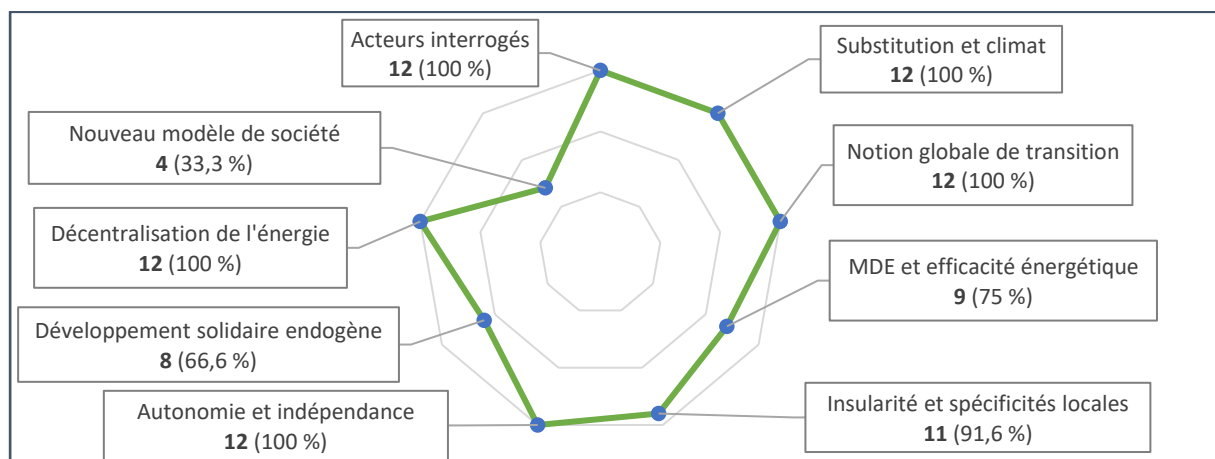 Acteurs interrogés
12 (100 %)
Substitution et climat
12 (100 %)
Notion globale de transition
12 (100 %)
MDE et efficacité énergétique
9 (75 %)
Insularité et spécificités locales
11 (91,6 %)
Autonomie et indépendance
12 (100 %)
Développement solidaire endogène
8 (66,6 %)
Décentralisation de l'énergie
12 (100 %)
Nouveau modèle de société
4 (33,3 %)